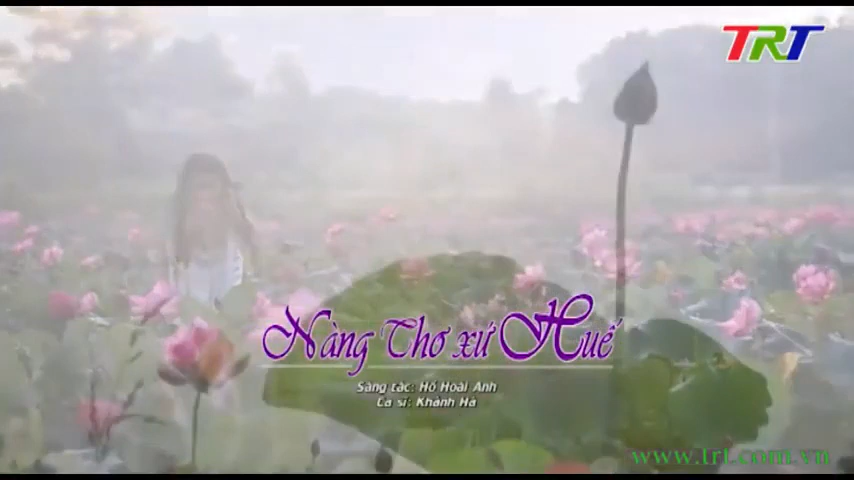 TRT
Nàng Thơ xứ Huế
Sáng tác: Hồ Hoài Anh
Ca sĩ: Khánh Hà
www.trt.com.vn